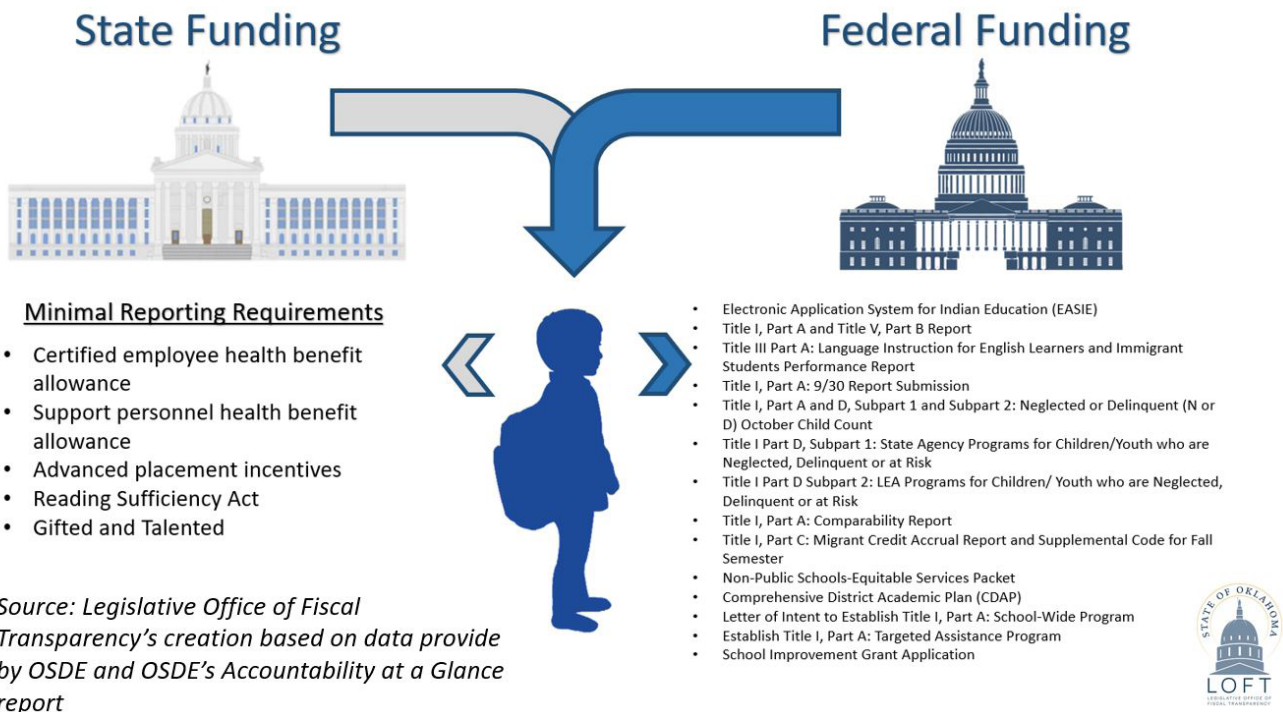 State Funding
Federal Funding
Minimal Reporting Requirements
• Certified employee health benefit
allowance
• Support personnel health benefit
allowance
• Advanced placement incentives
• Reading Sufficiency Act
• Gifted and Talented
Source: Legislative Office of Fiscal
Transparency's creation based on data provide
by OSDE and OSDE's Accountability at a Glance
report
• Electronic Application System for Indian Education (EASIE)
• Title I, Part A and Title V, Part B Report
• Title III Part A: Language Instruction for English Learners and Immigrant
Students Performance Report
• Title I, Part A: 9/30 Report Submission
• Title I, Part A and D, Subpart 1 and Subpart 2: Neglected or Delinquent (N or
D) October Child Count
• Title I Part D, Subpart 1: State Agency Programs for Children/Youth who are
Neglected, Delinquent or at Risk
• Title I Part D Subpart 2: LEA Programs for Children/ Youth who are Neglected,
Delinquent or at Risk
• Title I, Part A: Comparability Report
• Title I, Part C: Migrant Credit Accrual Report and Supplemental Code for Fall
Semester
• Non-Public Schools-Equitable Services Packet
• Comprehensive District Academic Plan (CDAP)
• Letter of Intent to Establish Title I, Part A: School-Wide Program
• Establish Title I, Part A: Targeted Assistance Program
• School Improvement Grant Application
STATE OF OKLAHOMA
LOFT
LEGISLATIVE OFFICE OF
FISCAL TRANSPARENCY